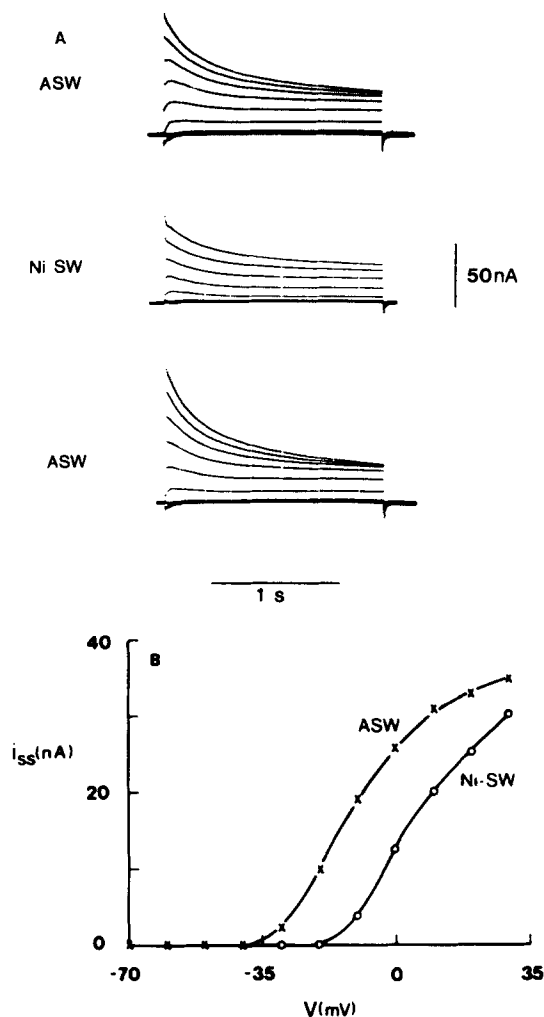 A
ASW
Ni SW
50nA
ASW
1 s
40
B
ASW
iss(nA)
Ni-SW
20
0
-70
-35
0
35
V(mV)